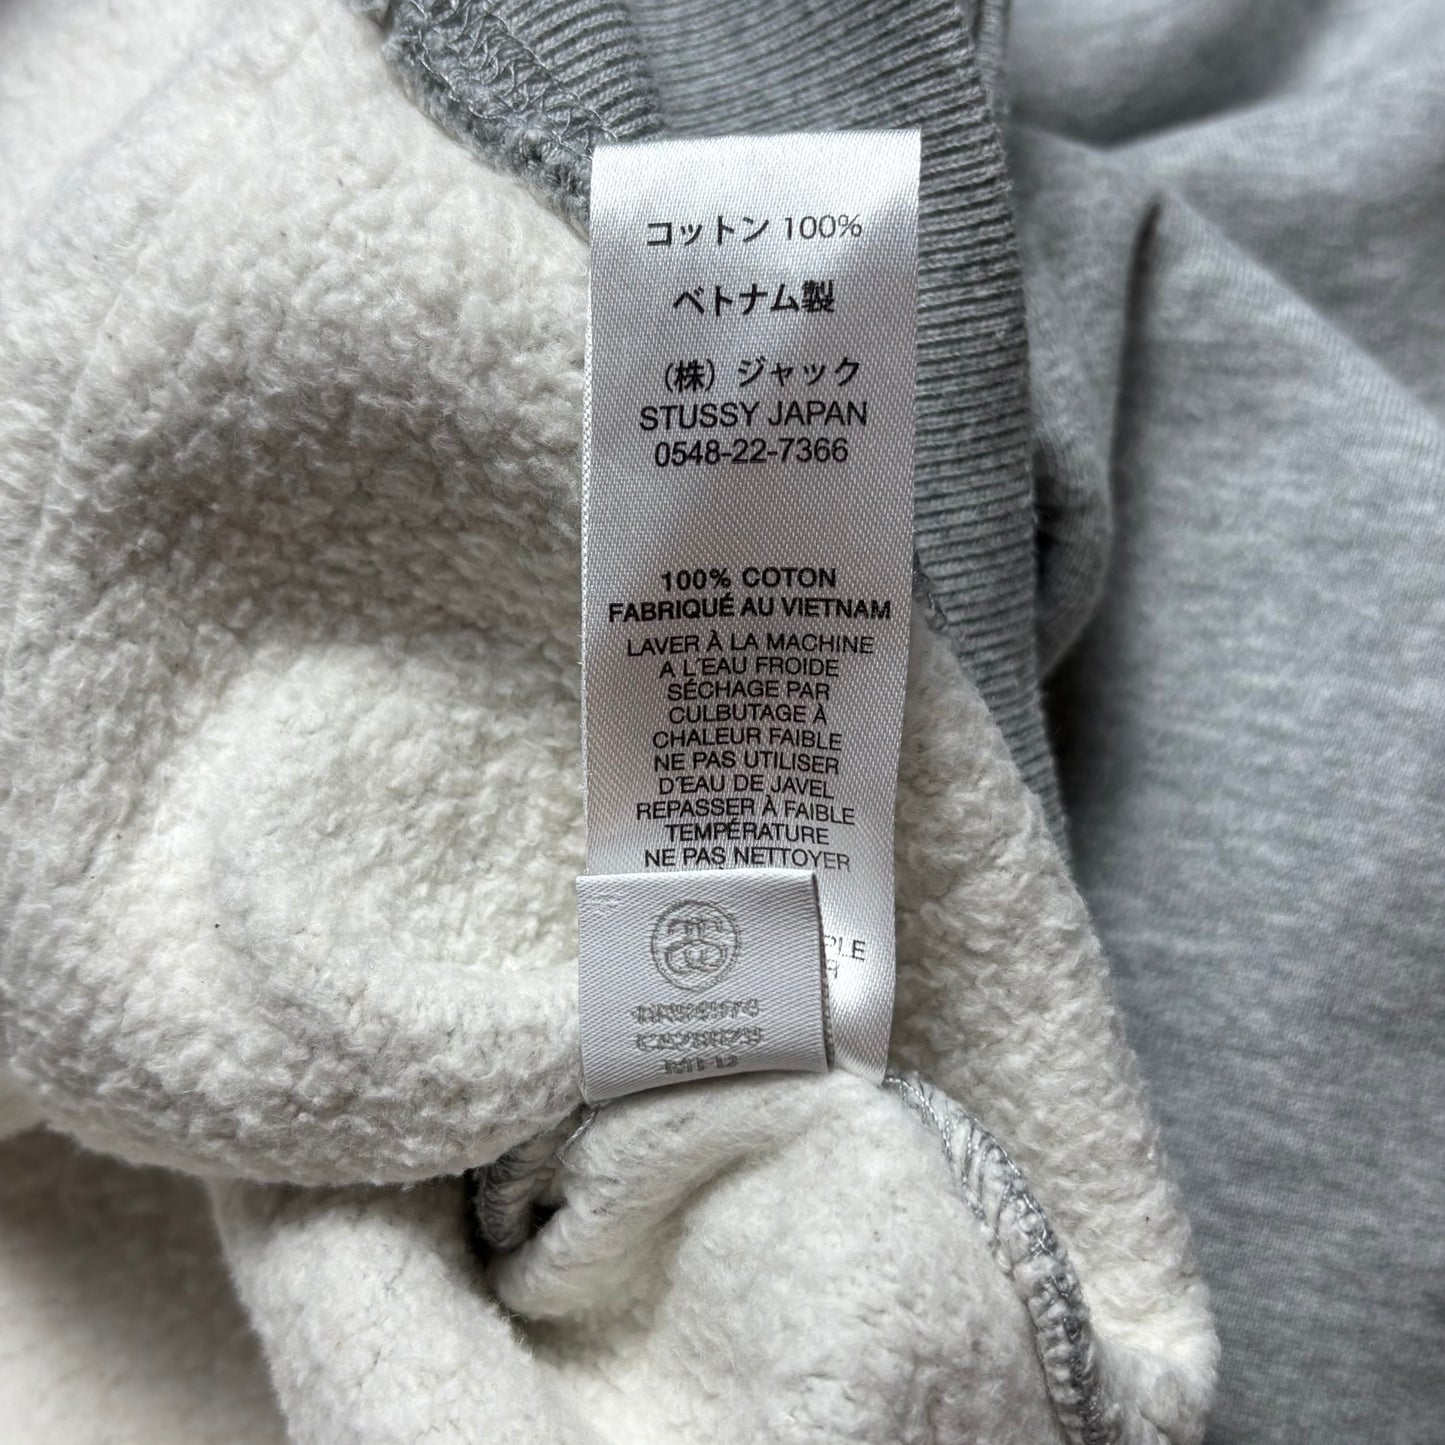 コットン 100%
ベトナム製
(株) ジャック
STUSSY JAPAN
0548-22-7366
100% COTON
FABRIQUÉ AU VIETNAM
LAVER À LA MACHINE
A L'EAU FROIDE
SÉCHAGE PAR
CULBUTAGE À
CHALEUR FAIBLE
NE PAS UTILISER
D'EAU DE JAVEL
REPASSER À FAIBLE
TEMPÉRATURE
NE PAS NETTOYER